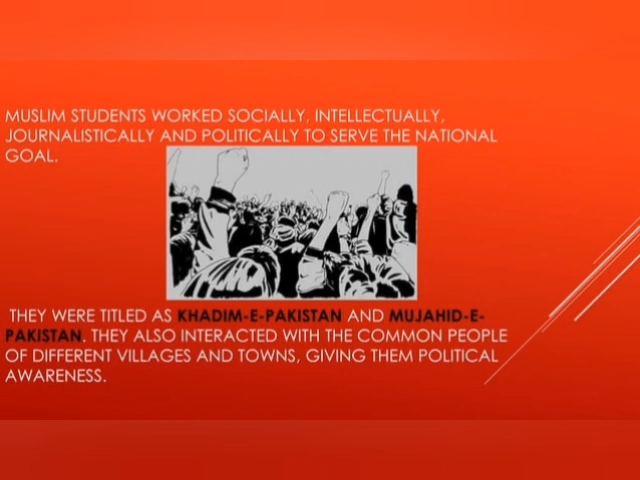 MUSLIM STUDENTS WORKED SOCIALLY, INTELLECTUALLY,
JOURNALISTICALLY AND POLITICALLY TO SERVE THE NATIONAL
GOAL.
THEY WERE TITLED AS KHADIM-E-PAKISTAN AND MUJAHID-E-
PAKISTAN. THEY ALSO INTERACTED WITH THE COMMON PEOPLE
OF DIFFERENT VILLAGES AND TOWNS, GIVING THEM POLITICAL
AWARENESS.